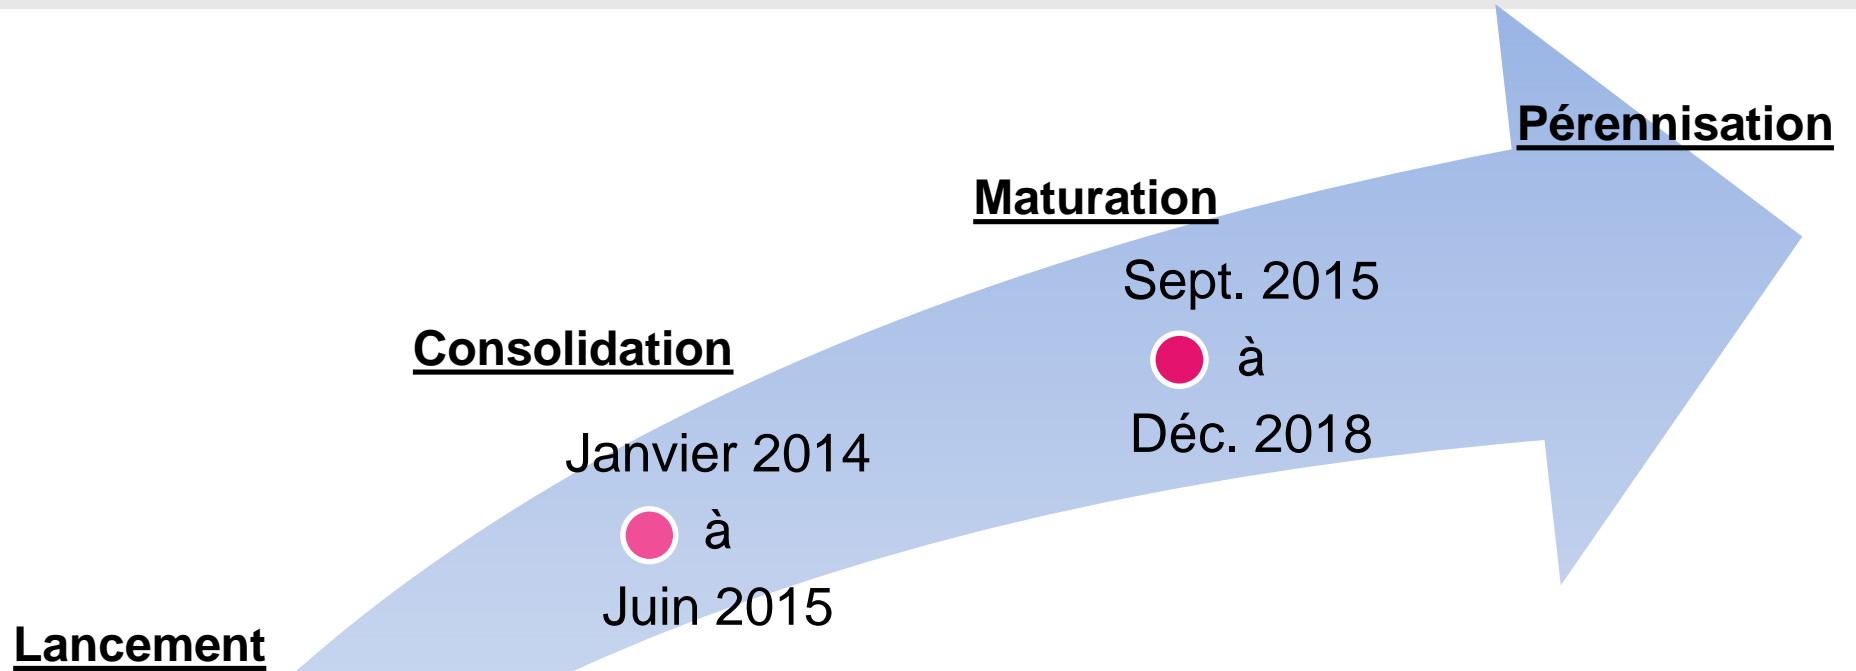 Pérennisation
Maturation
Sept. 2015
à
Déc. 2018
Consolidation
Janvier 2014
à
Juin 2015
Lancement